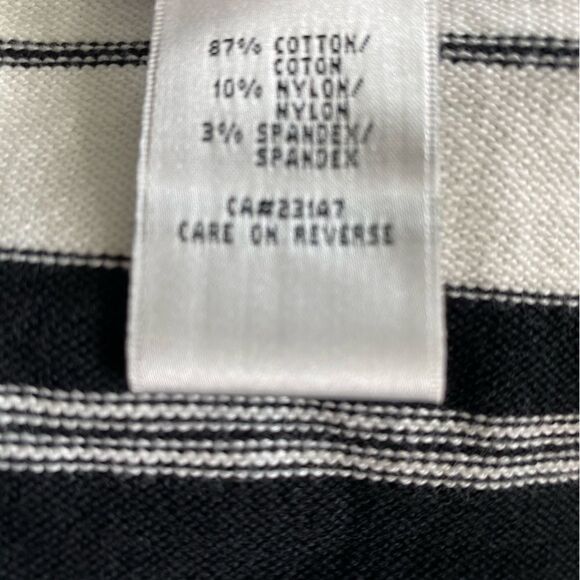 87% COTTON/
COTON
10% NYLON/
NYLON
3% SPANDEX/
SPANDEX
CA#23147
CARE ON REVERSE